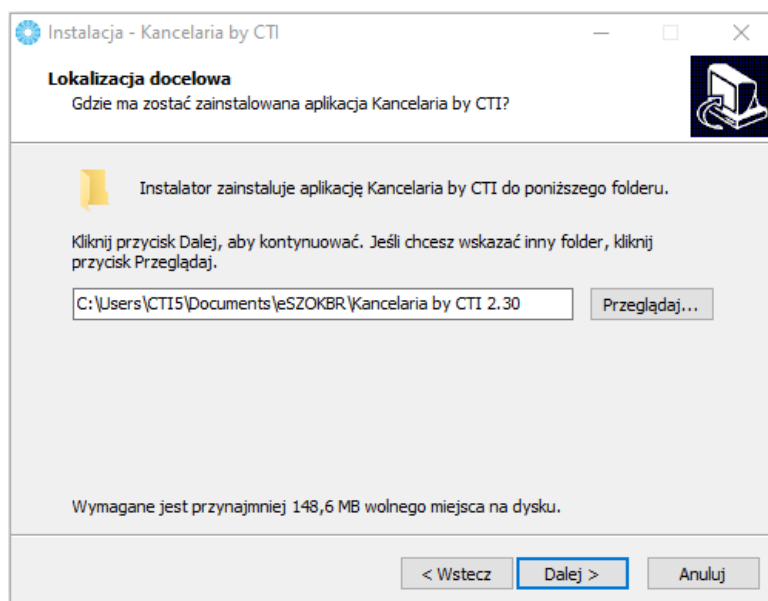 Instalacja - Kancelaria by CTI
Lokalizacja docelowa
Gdzie ma zostać zainstalowana aplikacja Kancelaria by CTI?
Instalator zainstaluje aplikację Kancelaria by CTI do poniższego folderu.
Kliknij przycisk Dalej, aby kontynuować. Jeśli chcesz wskazać inny folder, kliknij
przycisk Przeglądaj.
C:\Users\CTI5\Documents\eSZOKBR\Kancelaria by CTI 2.30
Przeglądaj...
Wymagane jest przynajmniej 148,6 MB wolnego miejsca na dysku.
< Wstecz
Dalej >
Anuluj